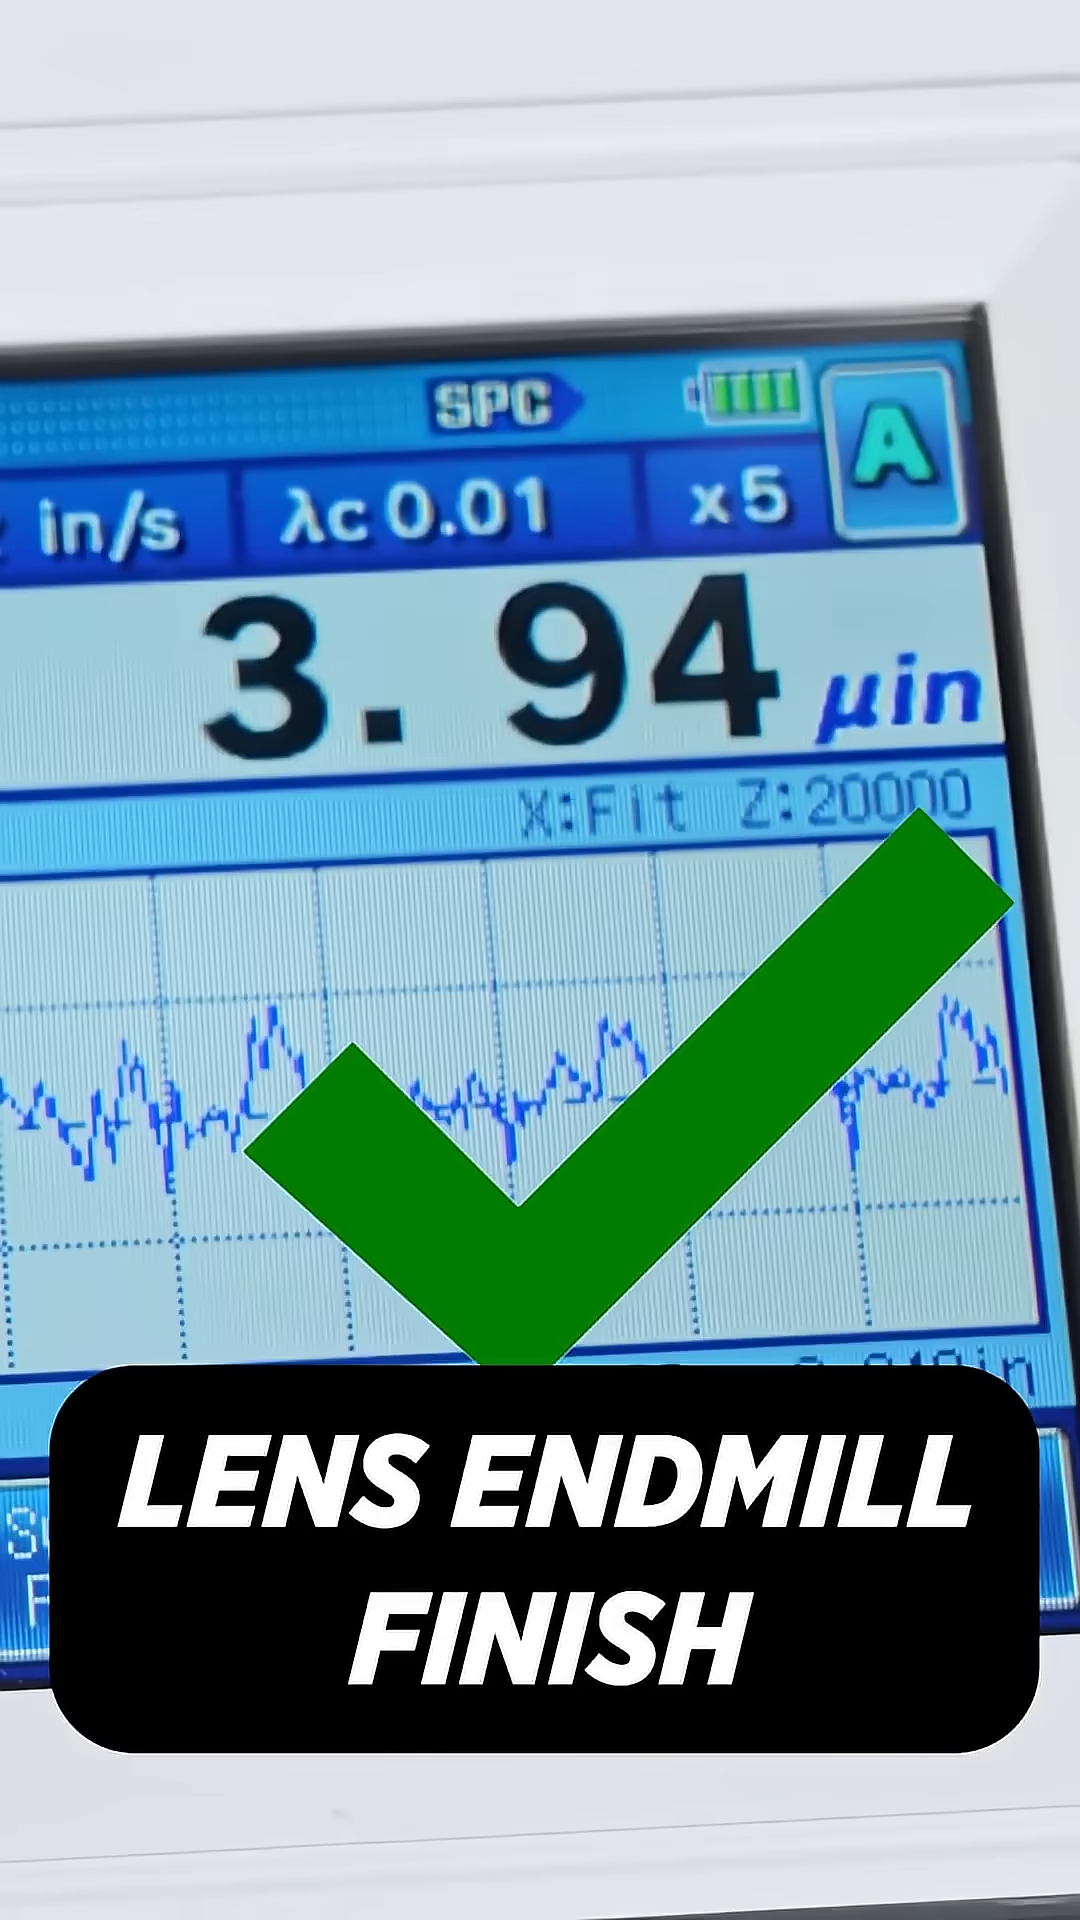 SPC
A
in/s λc 0.01 x5
3.94 µin
X:Fit Z:20000
LENS ENDMILL
FINISH